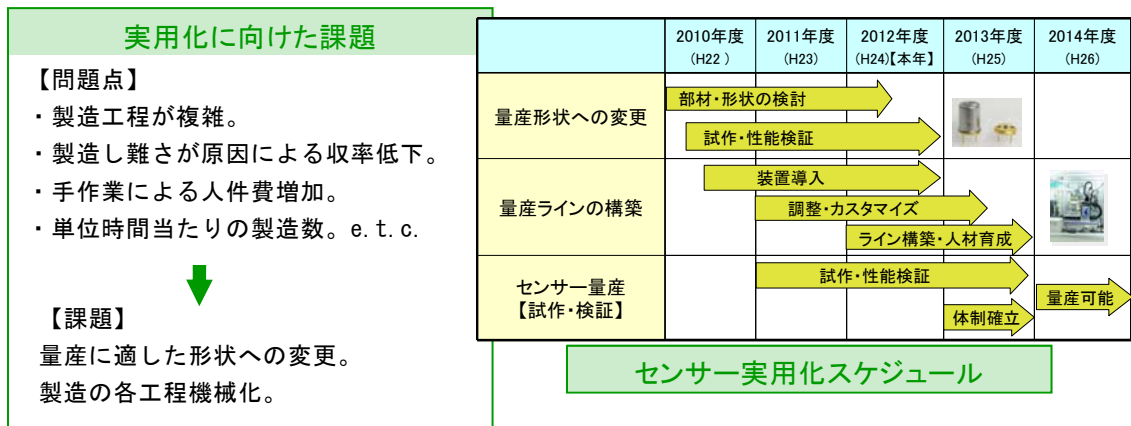 実用化に向けた課題
【問題点】
・製造工程が複雑。
・製造し難さが原因による収率低下。
・手作業による人件費増加。
・単位時間当たりの製造数。e.t.c.
【課題】
量産に適した形状への変更。
製造の各工程機械化。
2010年度 2011年度 2012年度 2013年度 2014年度
(H22 ) (H23) (H24)【本年】 (H25) (H26)
量産形状への変更
部材・形状の検討
試作・性能検証
量産ラインの構築
装置導入
調整・カスタマイズ
ライン構築・人材育成
センサー量産
【試作・検証】
試作・性能検証
体制確立
量産可能
センサー実用化スケジュール